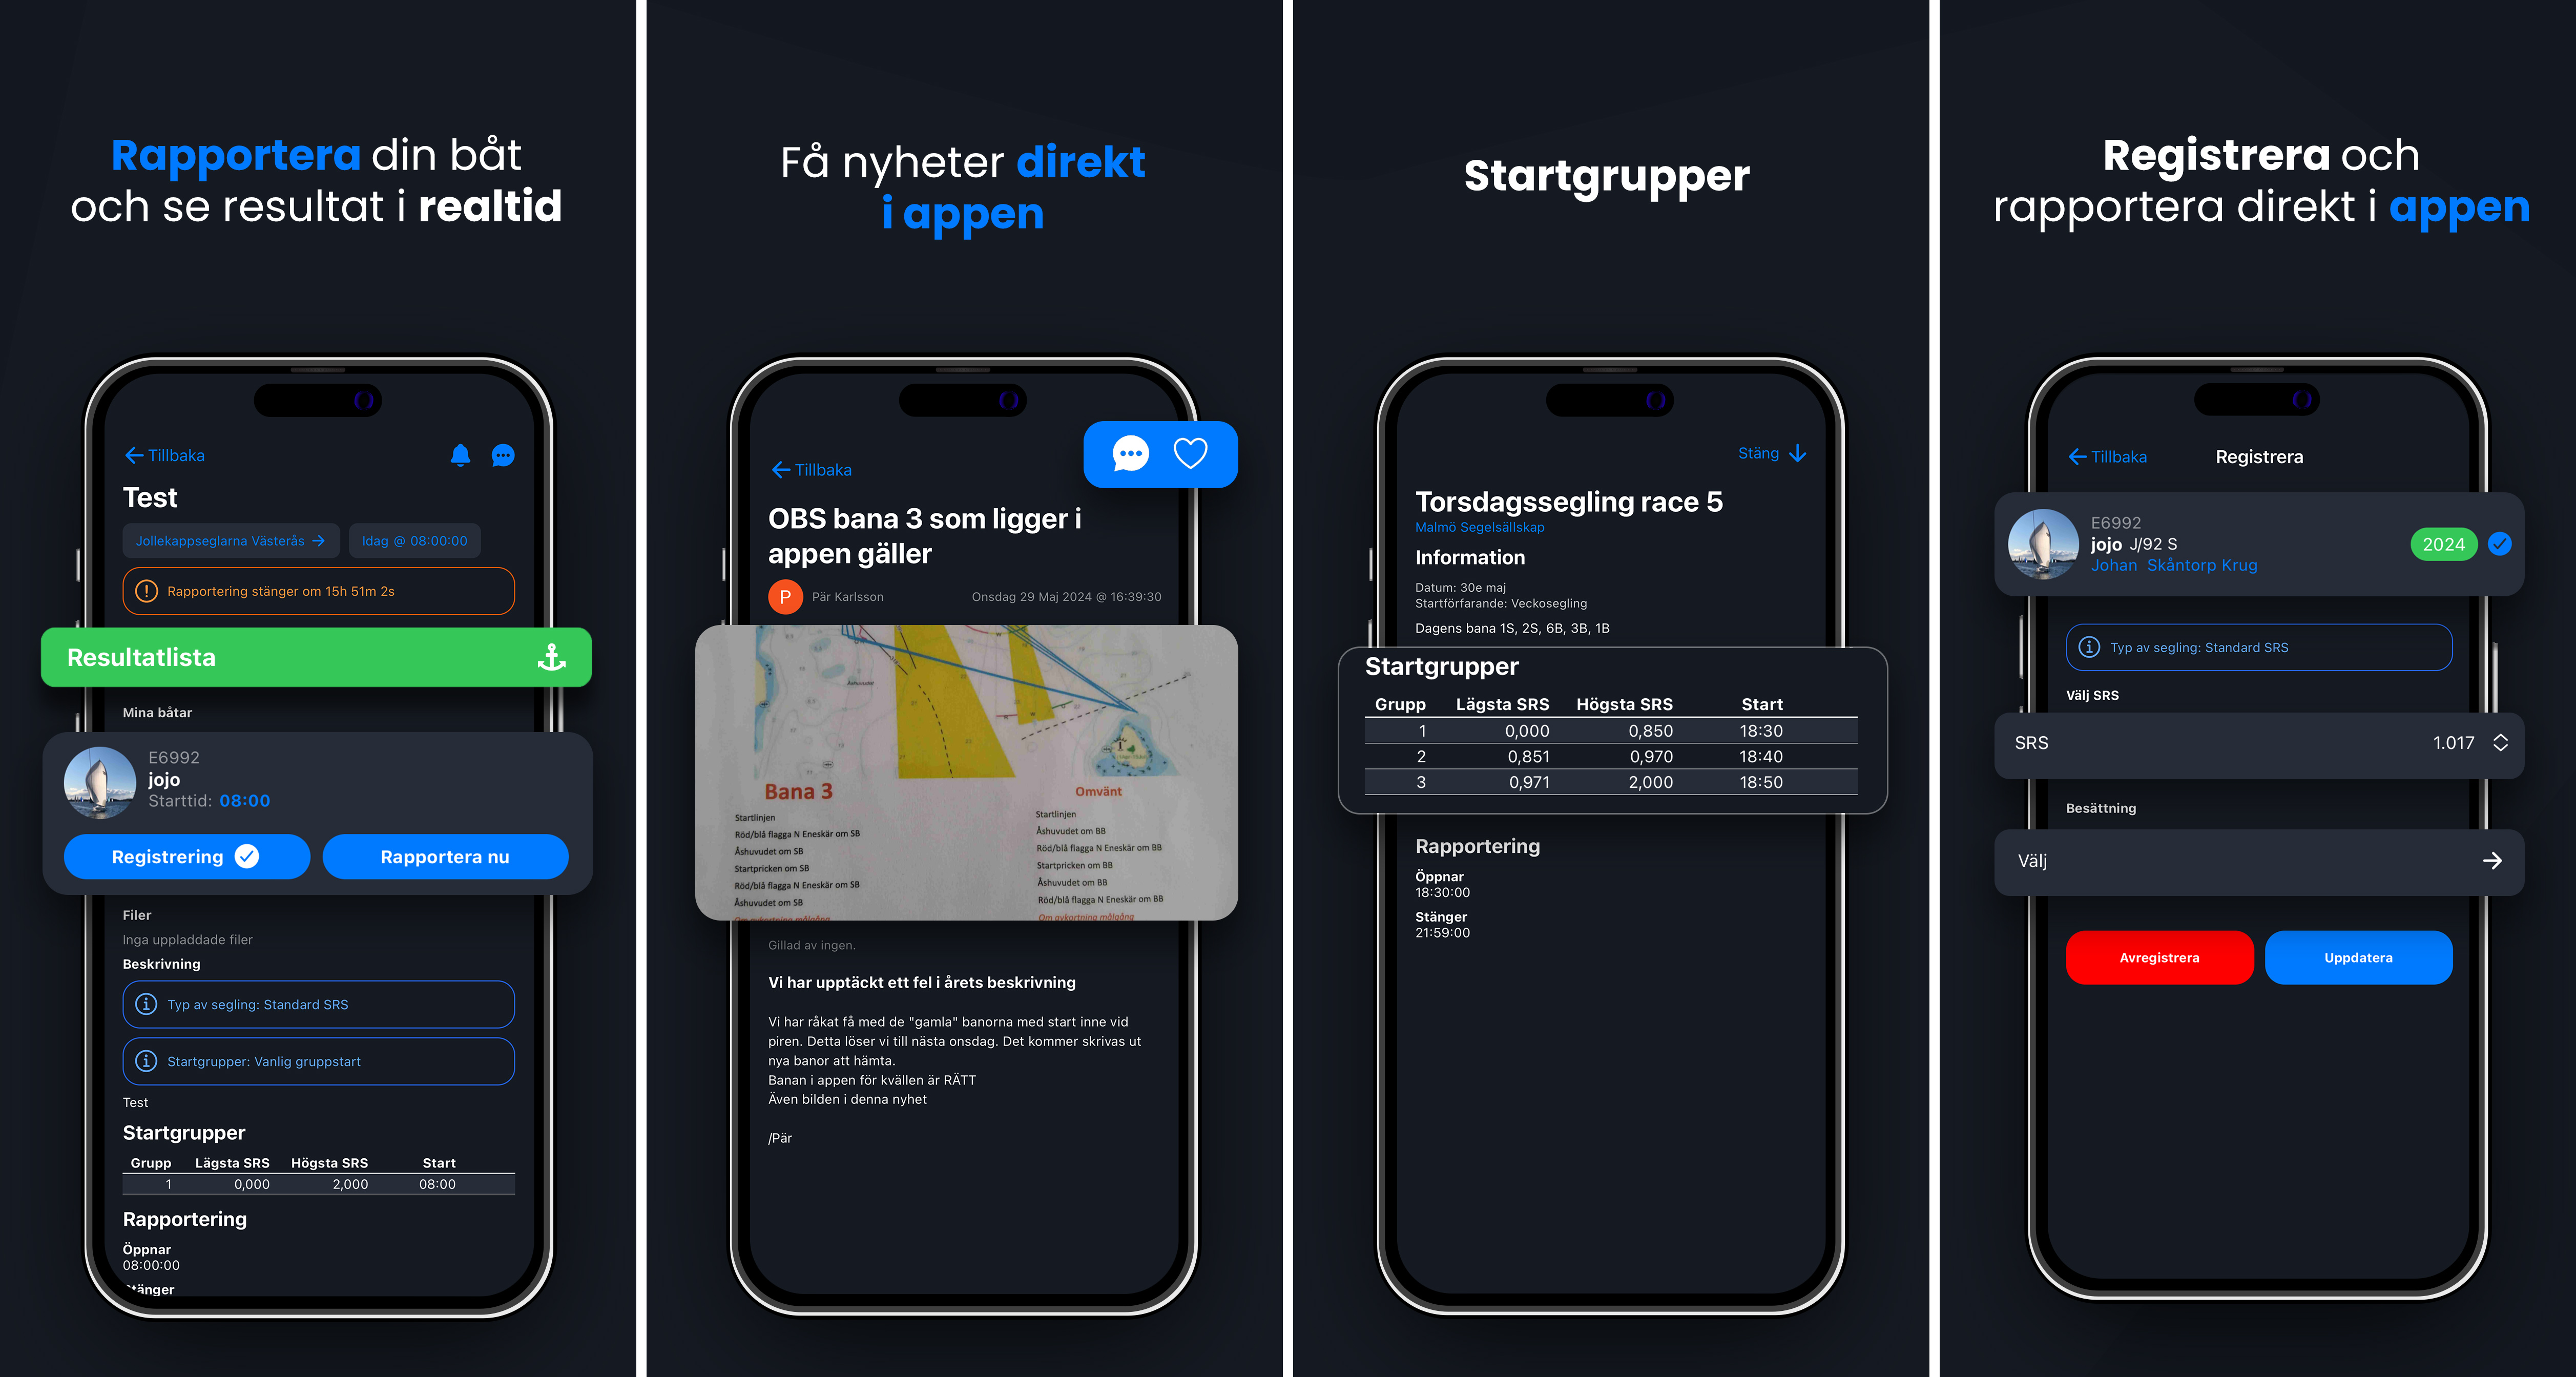 Rapportera din båt
och se resultat i realtid
Tillbaka
Test
Jollekappseglarna Västerås
Idag @ 08:00:00
Rapportering stänger om 15h 51m 2s
Resultatlista
Mina båtar
E6992
jojo
Starttid: 08:00
Registrering
Rapportera nu
Filer
Inga uppladdade filer
Beskrivning
Typ av segling: Standard SRS
Startgrupper: Vanlig gruppstart
Test
Startgrupper
Grupp Lägsta SRS Högsta SRS Start
1 0,000 2,000 08:00
Rapportering
Öppnar
08:00:00
Stänger
Få nyheter direkt
i appen
Tillbaka
OBS bana 3 som ligger i
appen gäller
P
Pär Karlsson
Onsdag 29 Maj 2024 @ 16:39:30
Bana 3
Startlinjen
Röd/blå flagga N Eneskär om SB
Åshuvudet om SB
Startpricken om SB
Röd/blå flagga N Eneskär om SB
Åshuvudet om SB
Om avkortning målgång
Omvänt
Startlinjen
Åshuvudet om BB
Röd/blå flagga N Eneskär om BB
Startpricken om BB
Åshuvudet om BB
Röd/blå flagga N Eneskär om BB
Om avkortning målgång
Gillad av ingen.
Vi har upptäckt ett fel i årets beskrivning
Vi har råkat få med de "gamla" banorna med start inne vid
piren. Detta löser vi till nästa onsdag. Det kommer skrivas ut
nya banor att hämta.
Banan i appen för kvällen är RÄTT
Även bilden i denna nyhet
/Pär
Startgrupper
Stäng
Torsdagssegling race 5
Malmö Segelsällskap
Information
Datum: 30e maj
Startförfarande: Veckosegling
Dagens bana 1S, 2S, 6B, 3B, 1B
Startgrupper
Grupp Lägsta SRS Högsta SRS Start
1 0,000 0,850 18:30
2 0,851 0,970 18:40
3 0,971 2,000 18:50
Rapportering
Öppnar
18:30:00
Stänger
21:59:00
Registrera och
rapportera direkt i appen
Tillbaka
Registrera
E6992
jojo J/92 S
Johan Skåntorp Krug
2024
Typ av segling: Standard SRS
Välj SRS
SRS
1.017
Besättning
Välj
Avregistrera
Uppdatera